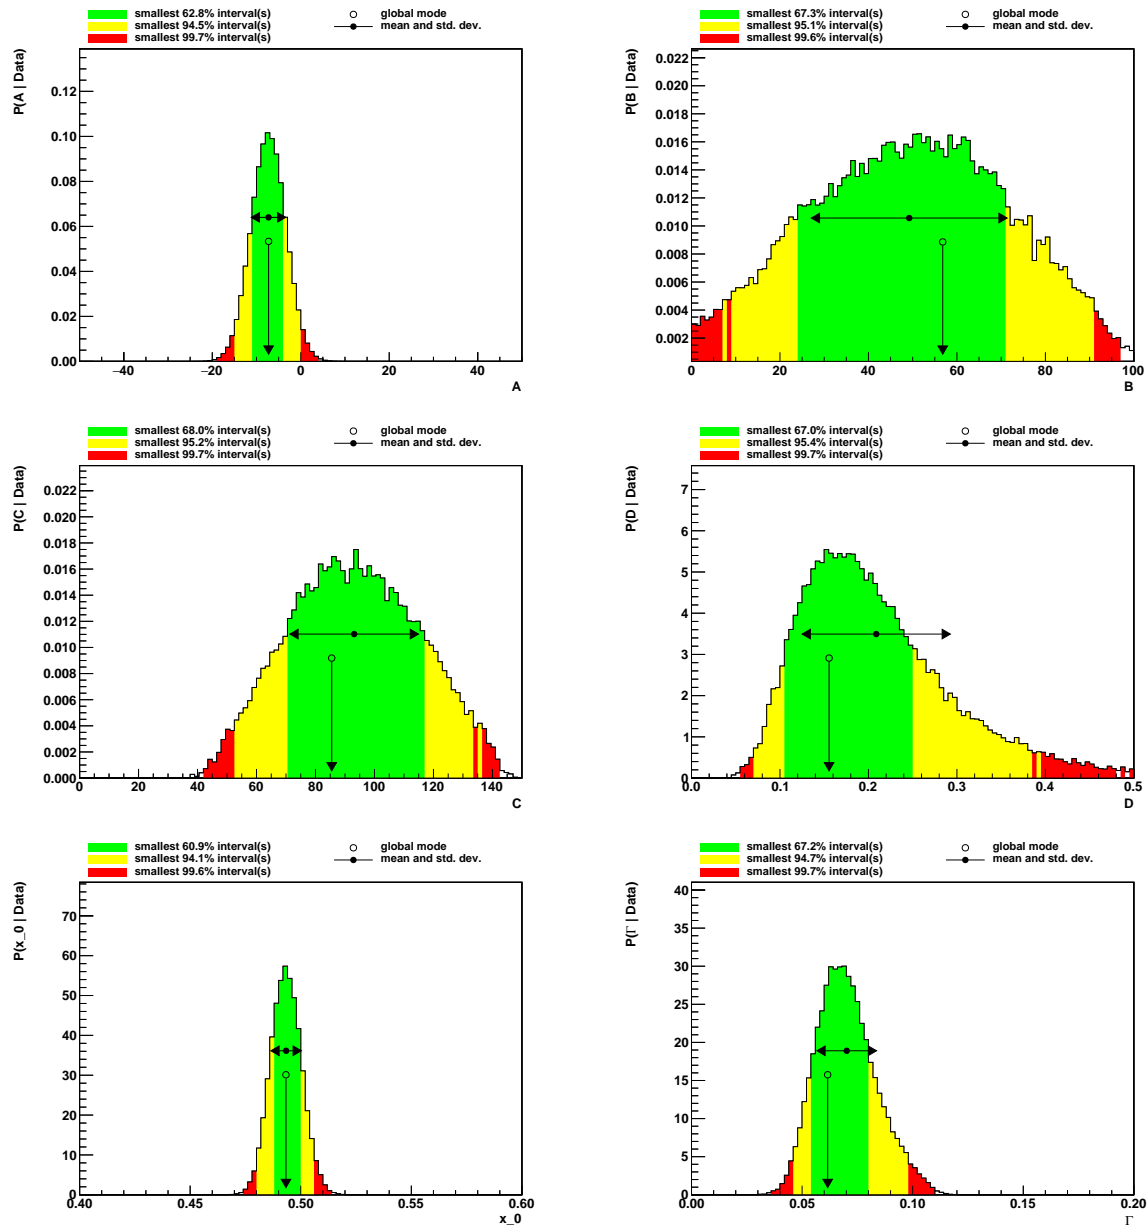 smallest 62.8% interval(s)
smallest 94.5% interval(s)
smallest 99.7% interval(s)
global mode
mean and std. dev.
P(A | Data)
0.12
0.10
0.08
0.06
0.04
0.02
0.00
−40 −20 0 20 40
A
smallest 67.3% interval(s)
smallest 95.1% interval(s)
smallest 99.6% interval(s)
global mode
mean and std. dev.
P(B | Data)
0.022
0.020
0.018
0.016
0.014
0.012
0.010
0.008
0.006
0.004
0.002
0 20 40 60 80 100
B
smallest 68.0% interval(s)
smallest 95.2% interval(s)
smallest 99.7% interval(s)
global mode
mean and std. dev.
P(C | Data)
0.022
0.020
0.018
0.016
0.014
0.012
0.010
0.008
0.006
0.004
0.002
0.000
0 20 40 60 80 100 120 140
C
smallest 67.0% interval(s)
smallest 95.4% interval(s)
smallest 99.7% interval(s)
global mode
mean and std. dev.
P(D | Data)
7
6
5
4
3
2
1
0
0.0 0.1 0.2 0.3 0.4 0.5
D
smallest 60.9% interval(s)
smallest 94.1% interval(s)
smallest 99.6% interval(s)
global mode
mean and std. dev.
P(x_0 | Data)
70
60
50
40
30
20
10
0
0.40 0.45 0.50 0.55 0.60
x_0
smallest 67.2% interval(s)
smallest 94.7% interval(s)
smallest 99.7% interval(s)
global mode
mean and std. dev.
P(Γ | Data)
40
35
30
25
20
15
10
5
0
0.00 0.05 0.10 0.15 0.20
Γ